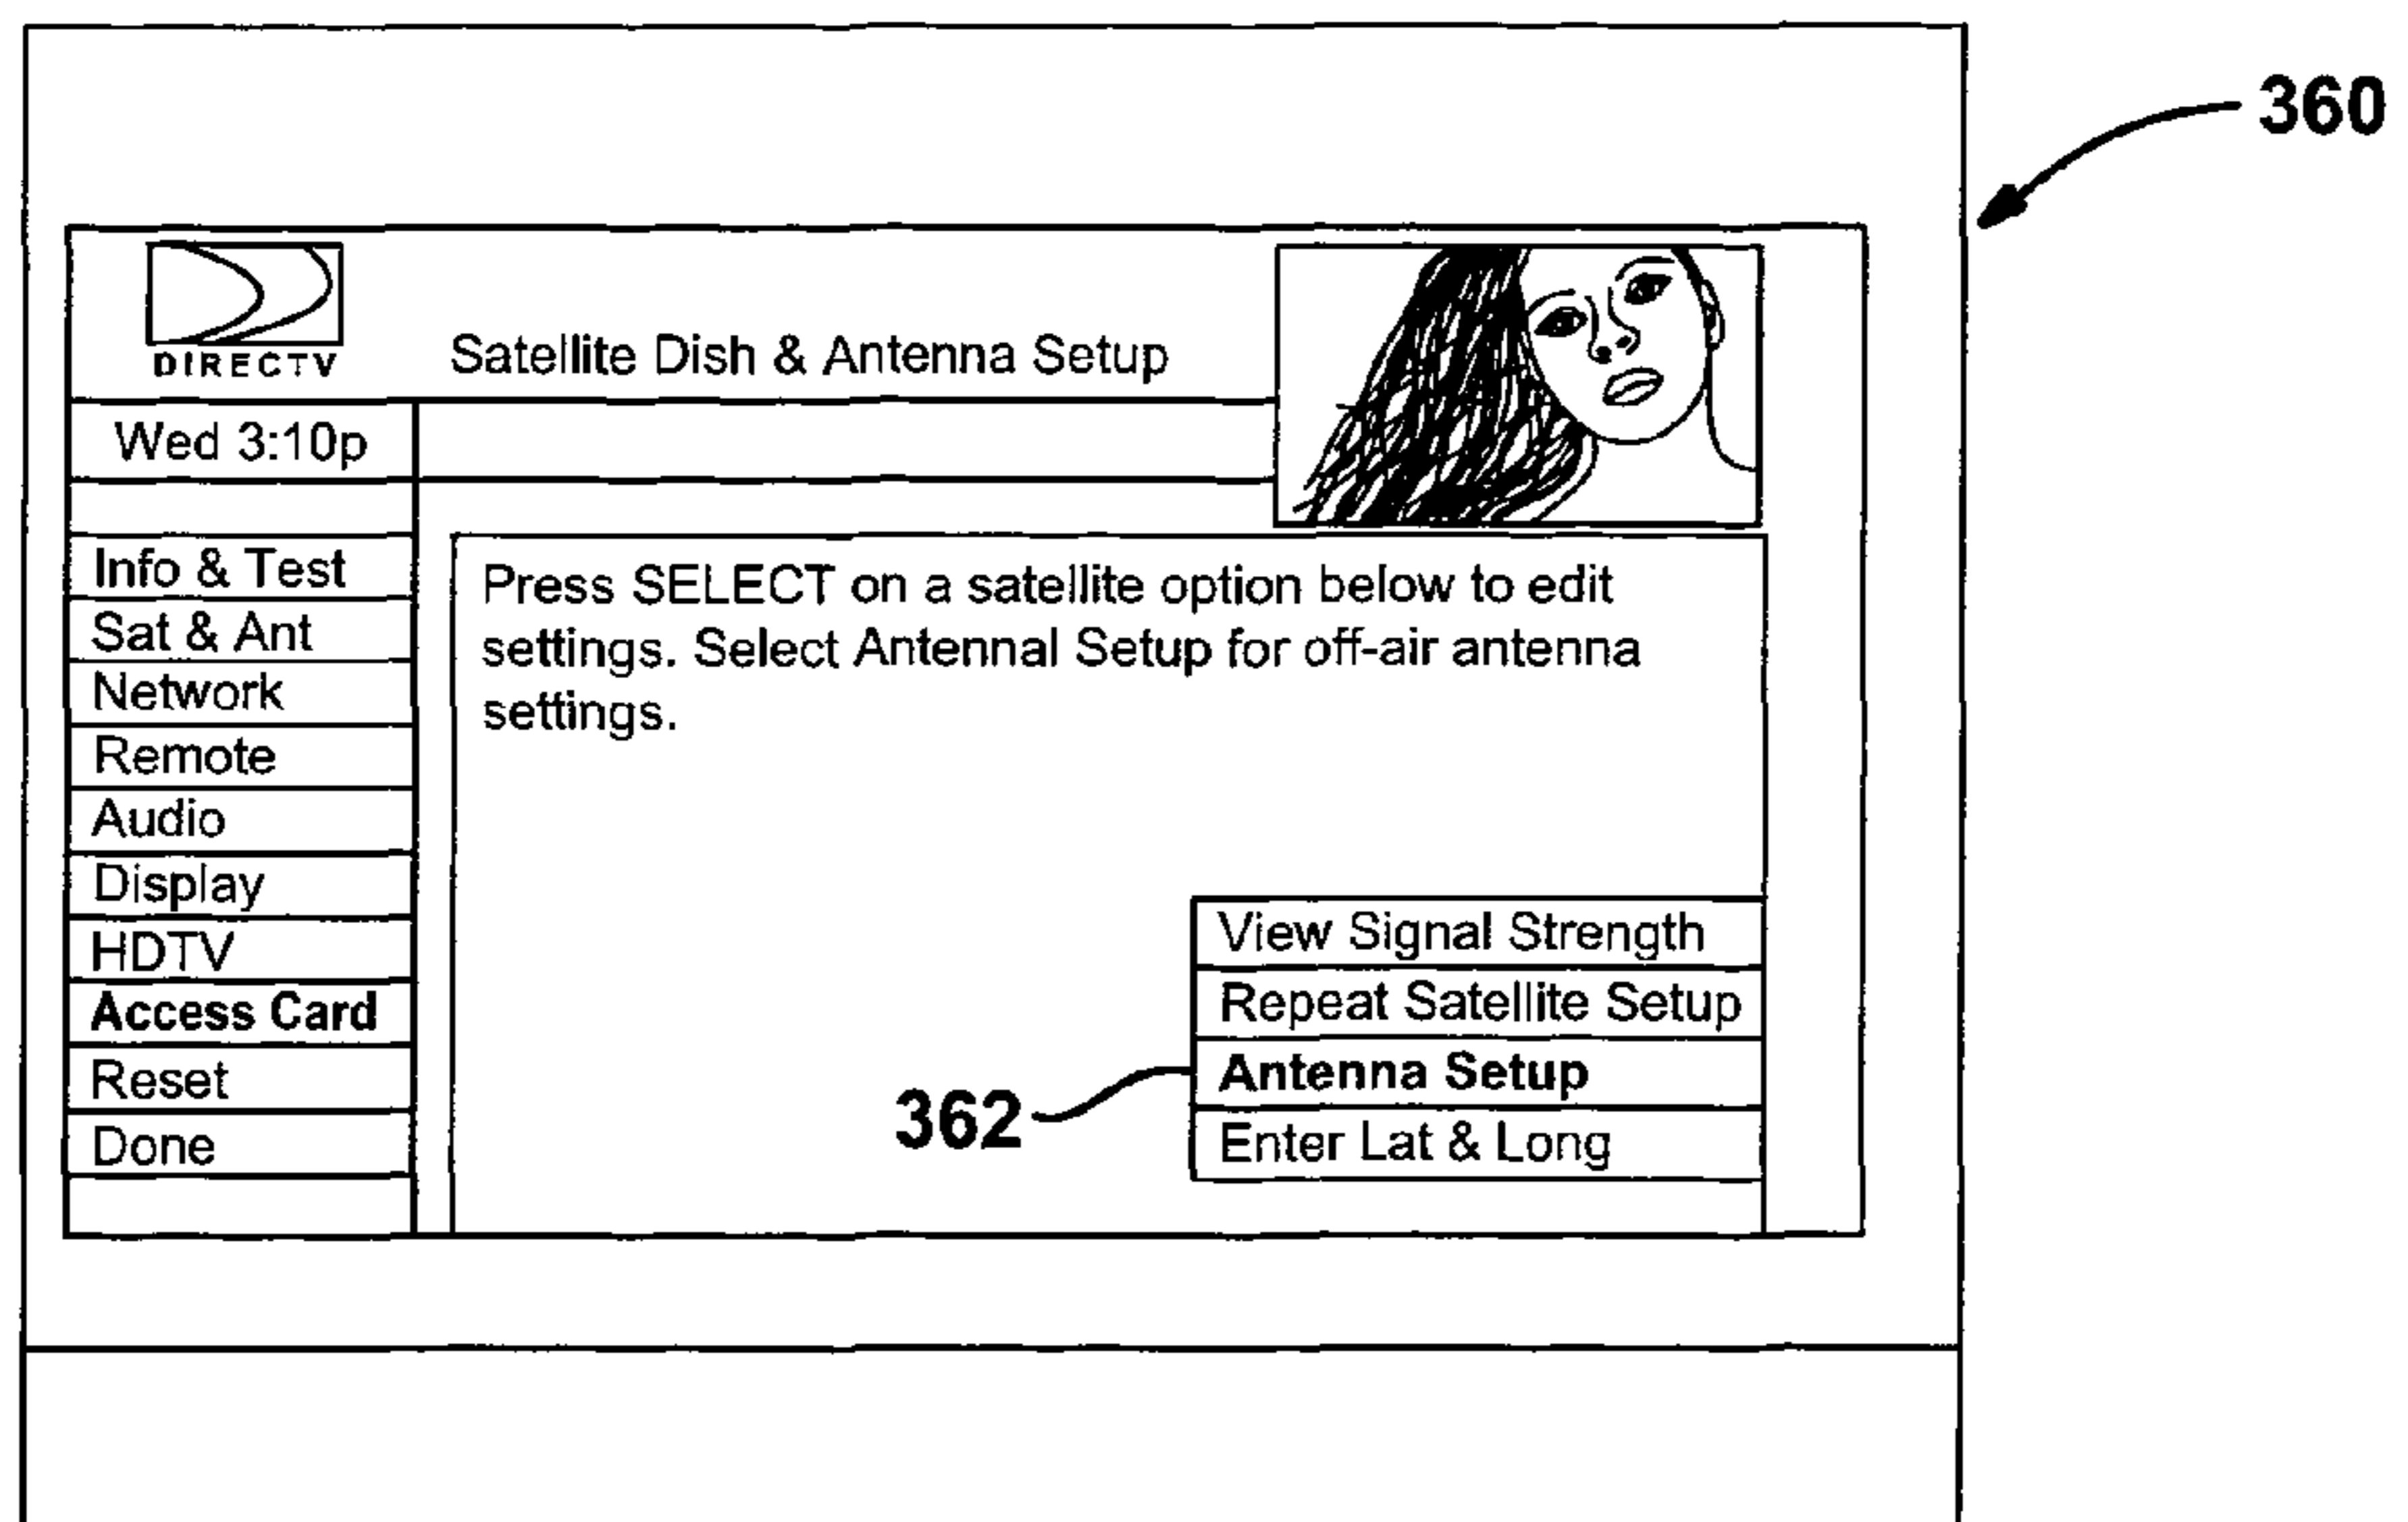 360
DIRECTV
Satellite Dish & Antenna Setup
Wed 3:10p
Info & Test
Sat & Ant
Network
Remote
Audio
Display
HDTV
Access Card
Reset
Done
Press SELECT on a satellite option below to edit
settings. Select Antennal Setup for off-air antenna
settings.
View Signal Strength
Repeat Satellite Setup
Antenna Setup
Enter Lat & Long
362